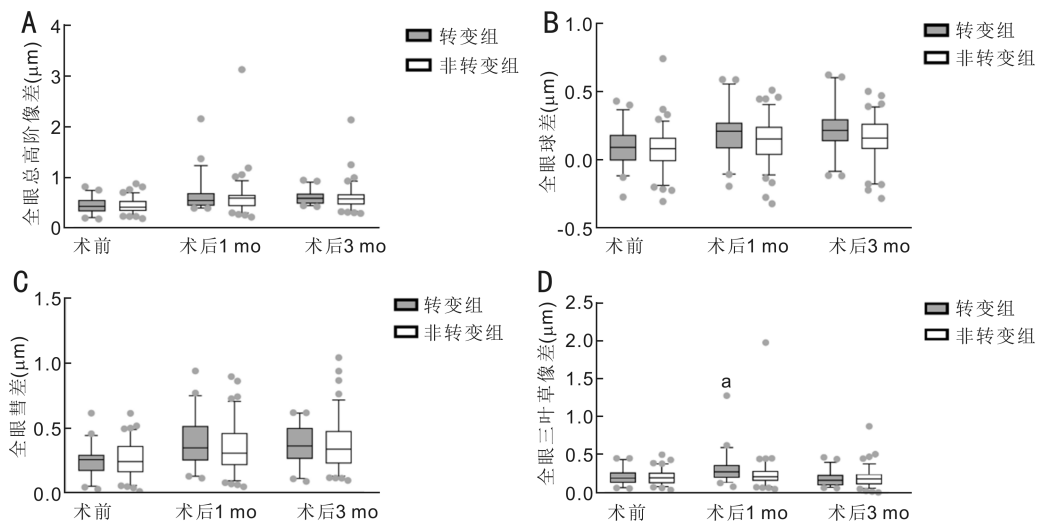 A
全眼总高阶像差(μm)
4
3
2
1
0
术前
术后1 mo
术后3 mo
转变组
非转变组
B
全眼球差(μm)
1.0
0.5
0.0
-0.5
术前
术后1 mo
术后3 mo
转变组
非转变组
C
全眼彗差(μm)
1.5
1.0
0.5
0.0
术前
术后1 mo
术后3 mo
转变组
非转变组
D
全眼三叶草像差(μm)
2.5
2.0
1.5
1.0
0.5
0.0
a
术前
术后1 mo
术后3 mo
转变组
非转变组